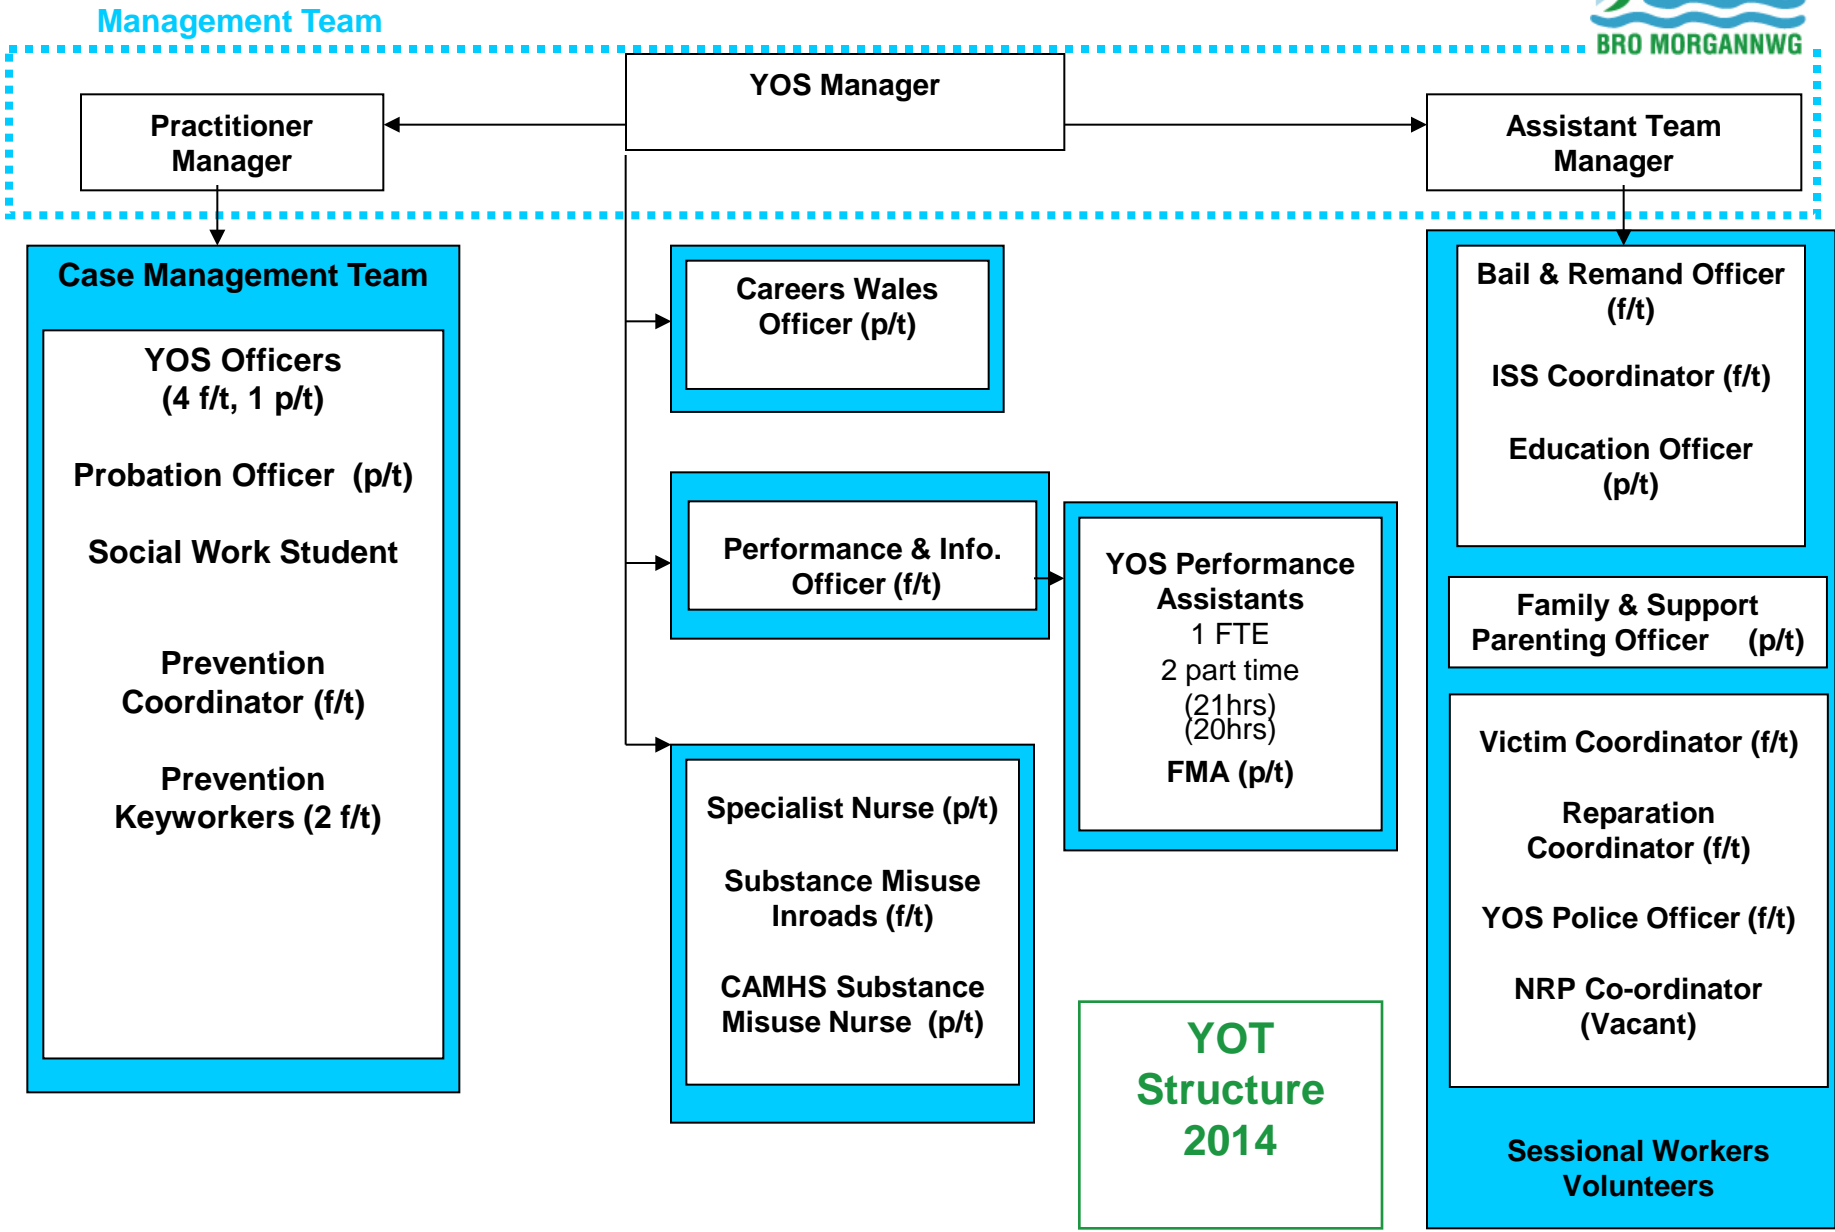 Management Team
BRO MORGANNWG
YOS Manager
Practitioner
Manager
Assistant Team
Manager
Case Management Team
YOS Officers
(4 f/t, 1 p/t)
Probation Officer (p/t)
Social Work Student
Prevention
Coordinator (f/t)
Prevention
Keyworkers (2 f/t)
Careers Wales
Officer (p/t)
Performance & Info.
Officer (f/t)
YOS Performance
Assistants
1 FTE
2 part time
(21hrs)
(20hrs)
FMA (p/t)
Specialist Nurse (p/t)
Substance Misuse
Inroads (f/t)
CAMHS Substance
Misuse Nurse (p/t)
YOT
Structure
2014
Bail & Remand Officer
(f/t)
ISS Coordinator (f/t)
Education Officer
(p/t)
Family & Support
Parenting Officer (p/t)
Victim Coordinator (f/t)
Reparation
Coordinator (f/t)
YOS Police Officer (f/t)
NRP Co-ordinator
(Vacant)
Sessional Workers
Volunteers